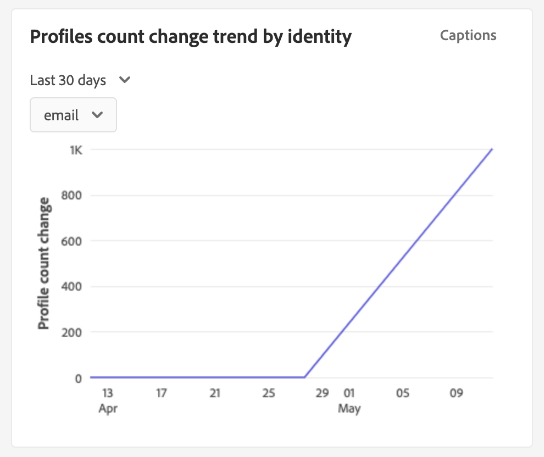 Profiles count change trend by identity
Captions
Last 30 days
email
Profile count change
1K
800
600
400
200
0
13 17 21 25 29 01 05 09
Apr May